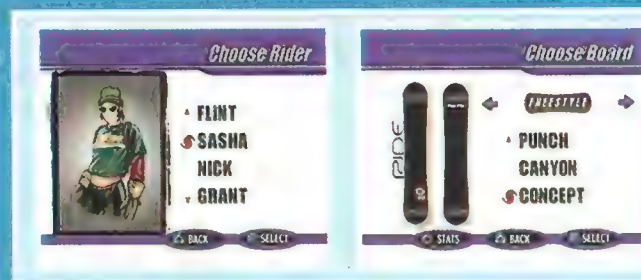 Choose Rider
FLINT
SASHA
NICK
GRANT
BACK
SELECT
Choose Board
FREESTYLE
RIDE
PUNCH
CANYON
CONCEPT
STATS
BACK
SELECT